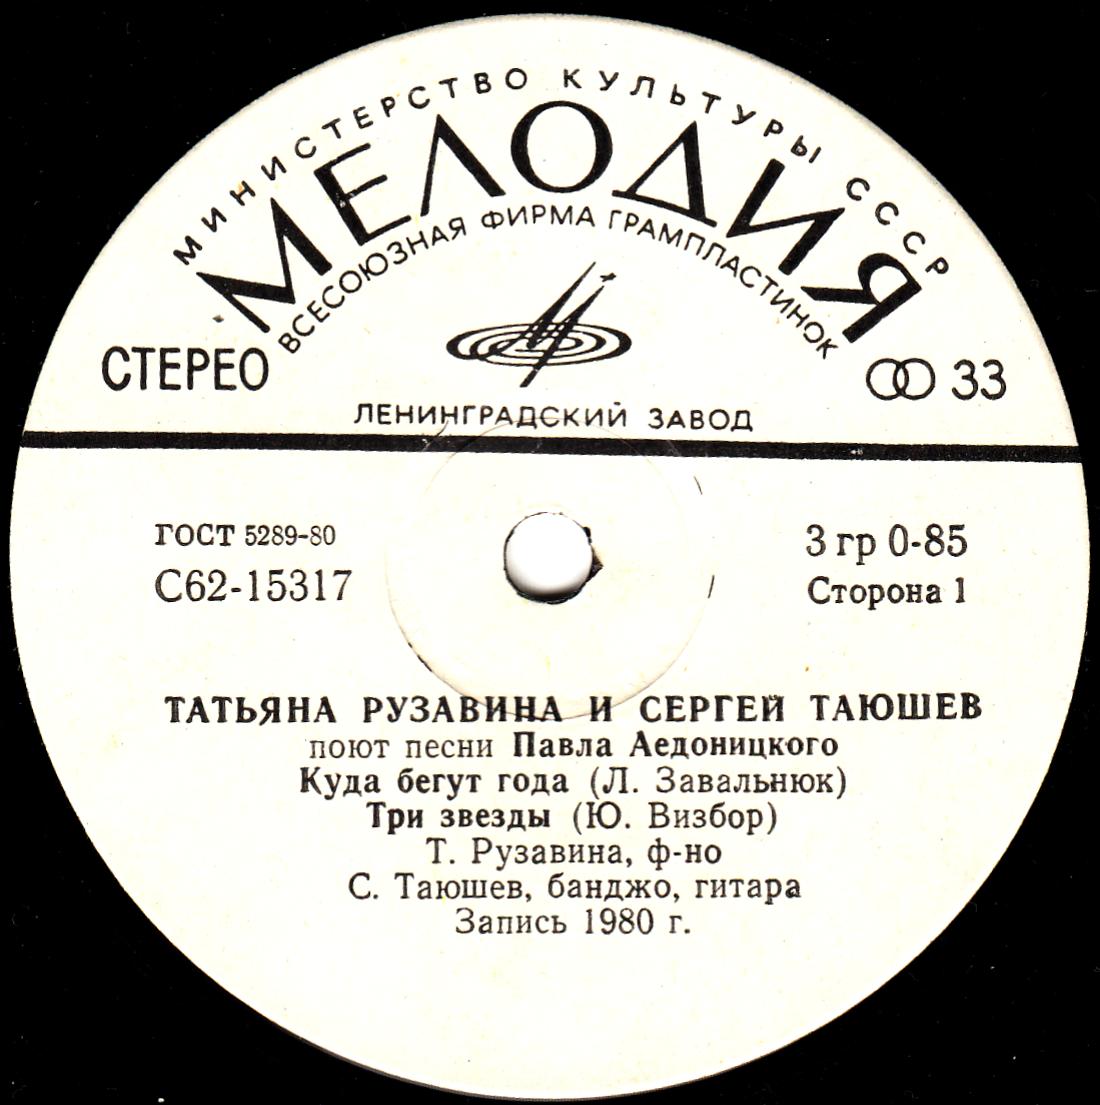 МИНИСТЕРСТВО КУЛЬТУРЫ СССР
МЕЛОДИЯ
ВСЕСОЮЗНАЯ ФИРМА ГРАМПЛАСТИНОК
СТЕРЕО
33
ЛЕНИНГРАДСКИЙ ЗАВОД
ГОСТ 5289-80
3 гр 0-85
С62-15317
Сторона 1
ТАТЬЯНА РУЗАВИНА И СЕРГЕЙ ТАЮШЕВ
поют песни Павла Аедоницкого
Куда бегут года (Л. Завальнюк)
Три звезды (Ю. Визбор)
Т. Рузавина, ф-но
С. Таюшев, банджо, гитара
Запись 1980 г.